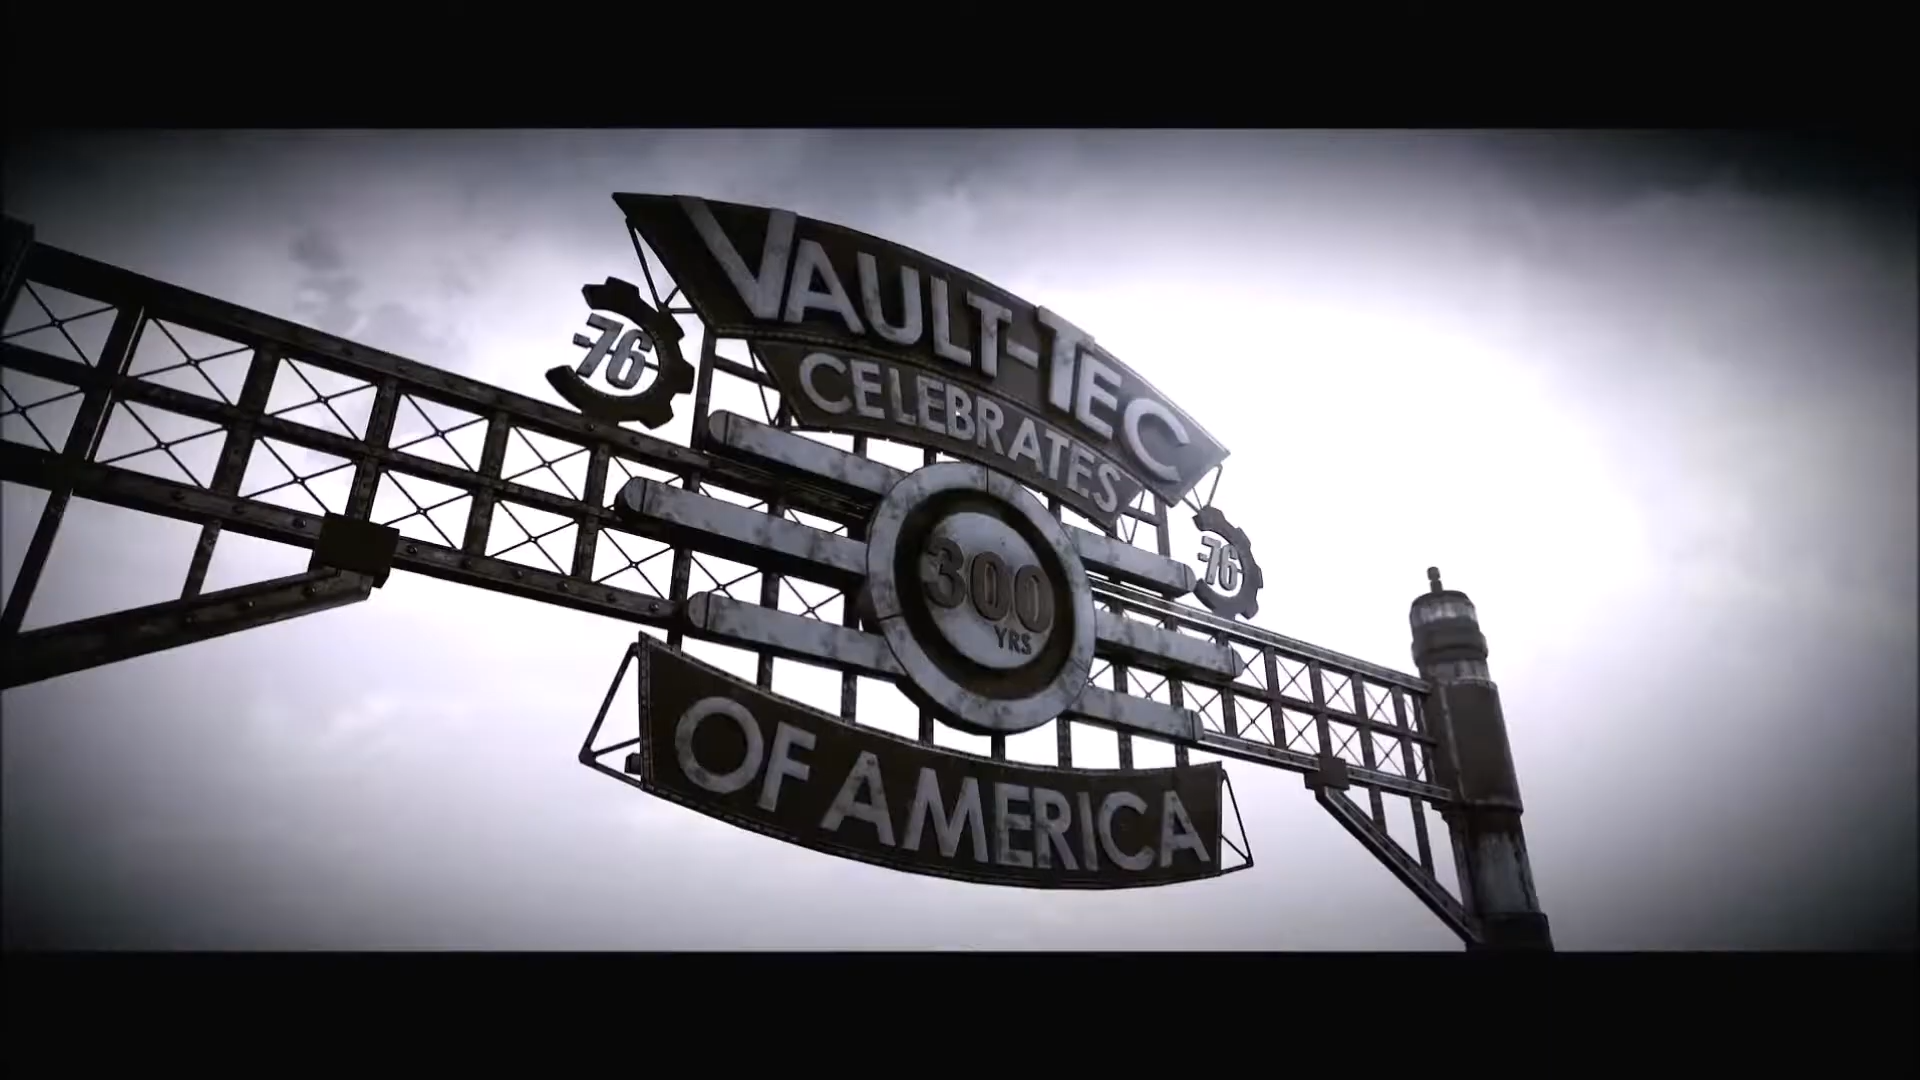 VAULT-TEC
CELEBRATES
76
76
300
YRS
OF AMERICA